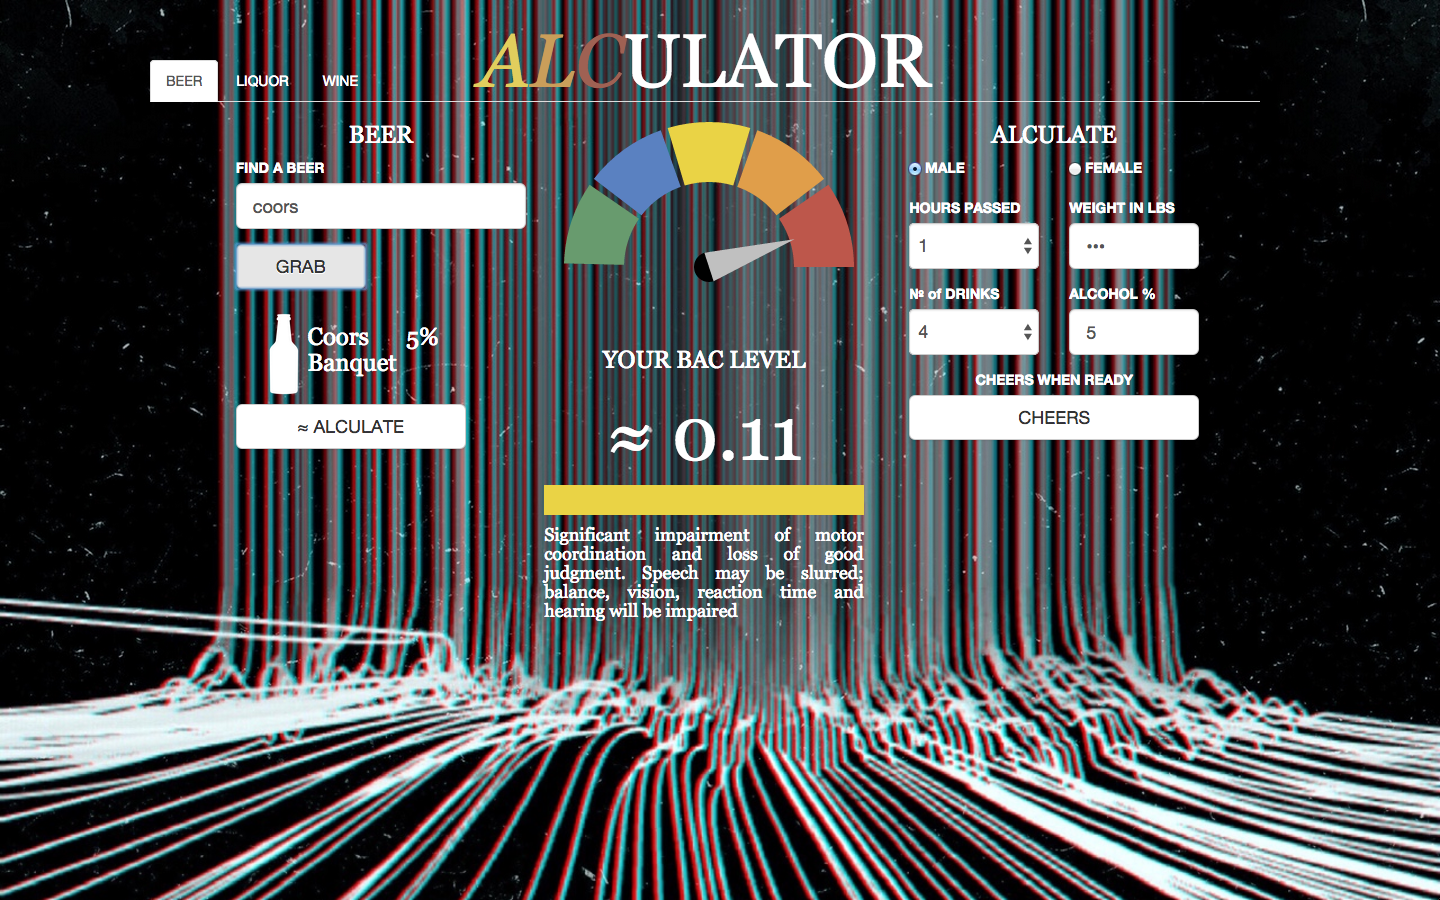 ALCULATOR
BEER
LIQUOR
WINE
BEER
FIND A BEER
coors
GRAB
Coors 5%
Banquet
≈ ALCULATE
YOUR BAC LEVEL
≈ 0.11
Significant impairment of motor
coordination and loss of good
judgment. Speech may be slurred;
balance, vision, reaction time and
hearing will be impaired
ALCULATE
MALE FEMALE
HOURS PASSED WEIGHT IN LBS
1 •••
№ of DRINKS ALCOHOL %
4 5
CHEERS WHEN READY
CHEERS